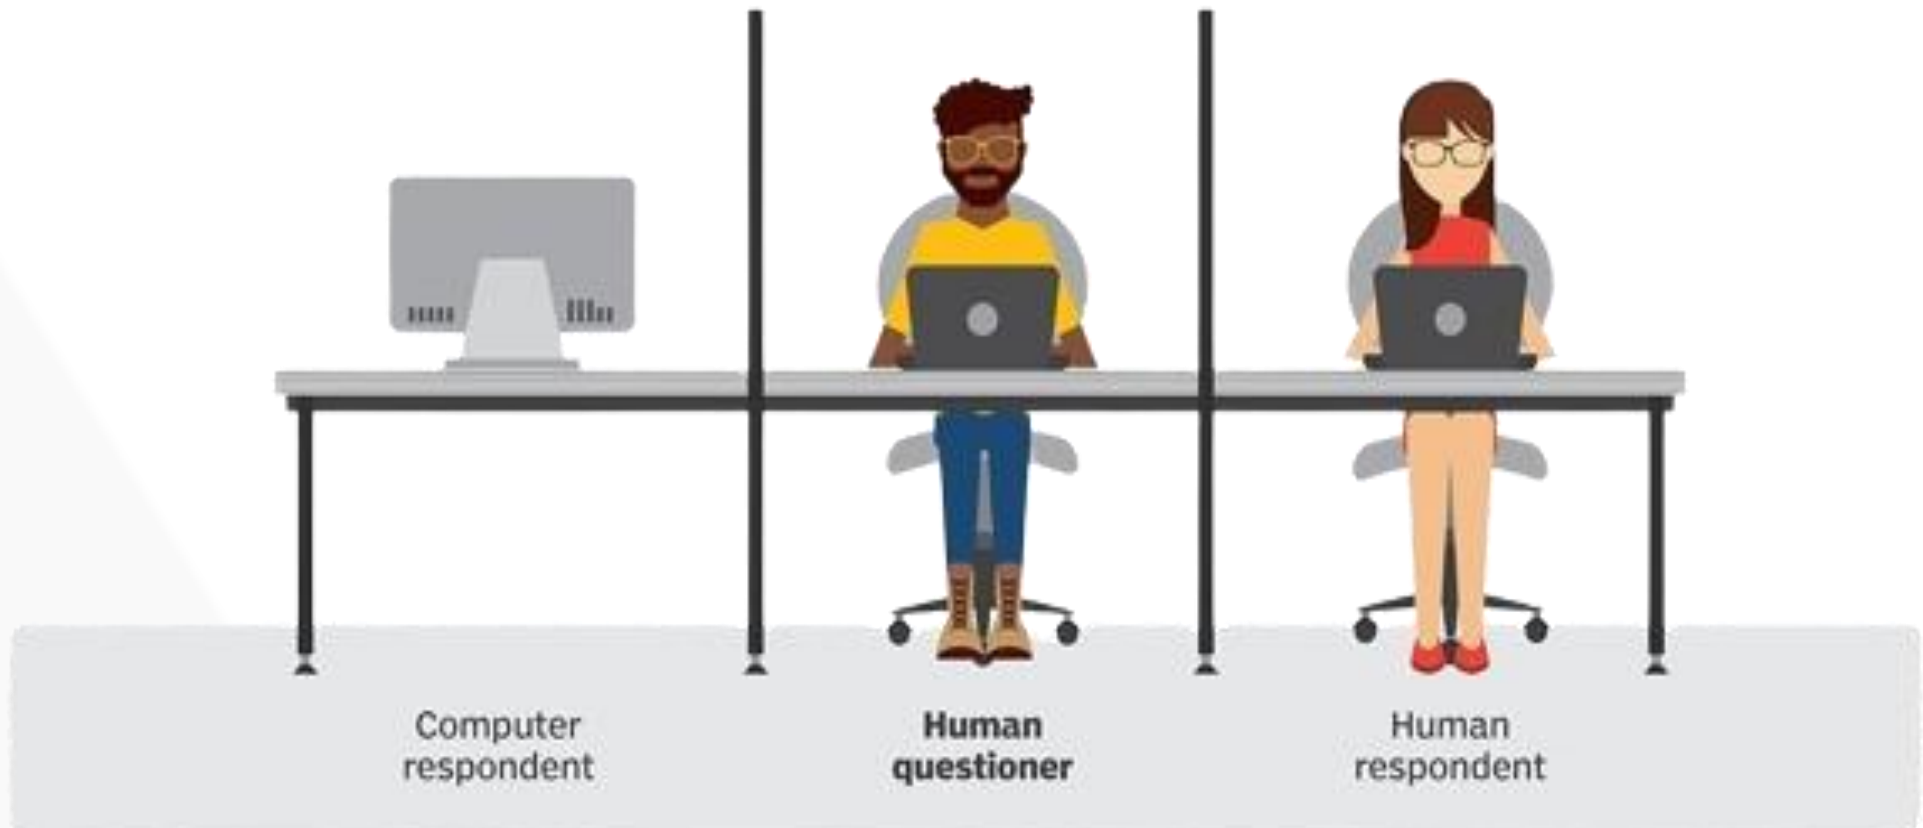 Computer
respondent
Human
questioner
Human
respondent